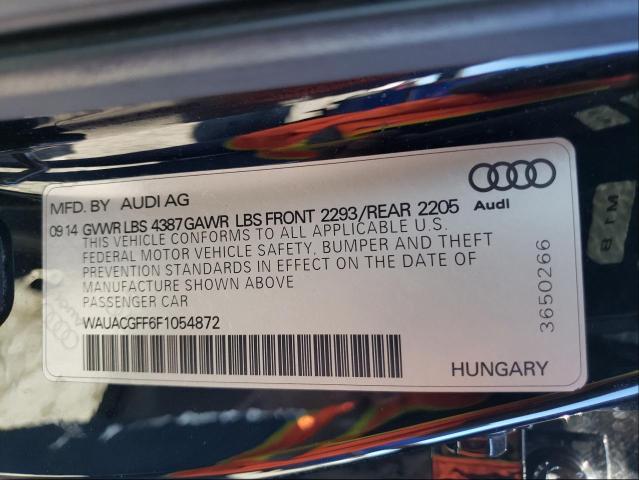 MFD. BY AUDI AG
0914 GVWR LBS 4387 GAWR LBS FRONT 2293/REAR 2205
THIS VEHICLE CONFORMS TO ALL APPLICABLE U.S.
FEDERAL MOTOR VEHICLE SAFETY, BUMPER AND THEFT
PREVENTION STANDARDS IN EFFECT ON THE DATE OF
MANUFACTURE SHOWN ABOVE
PASSENGER CAR
WAUACGFF6F1054872
Audi
3650266
HUNGARY